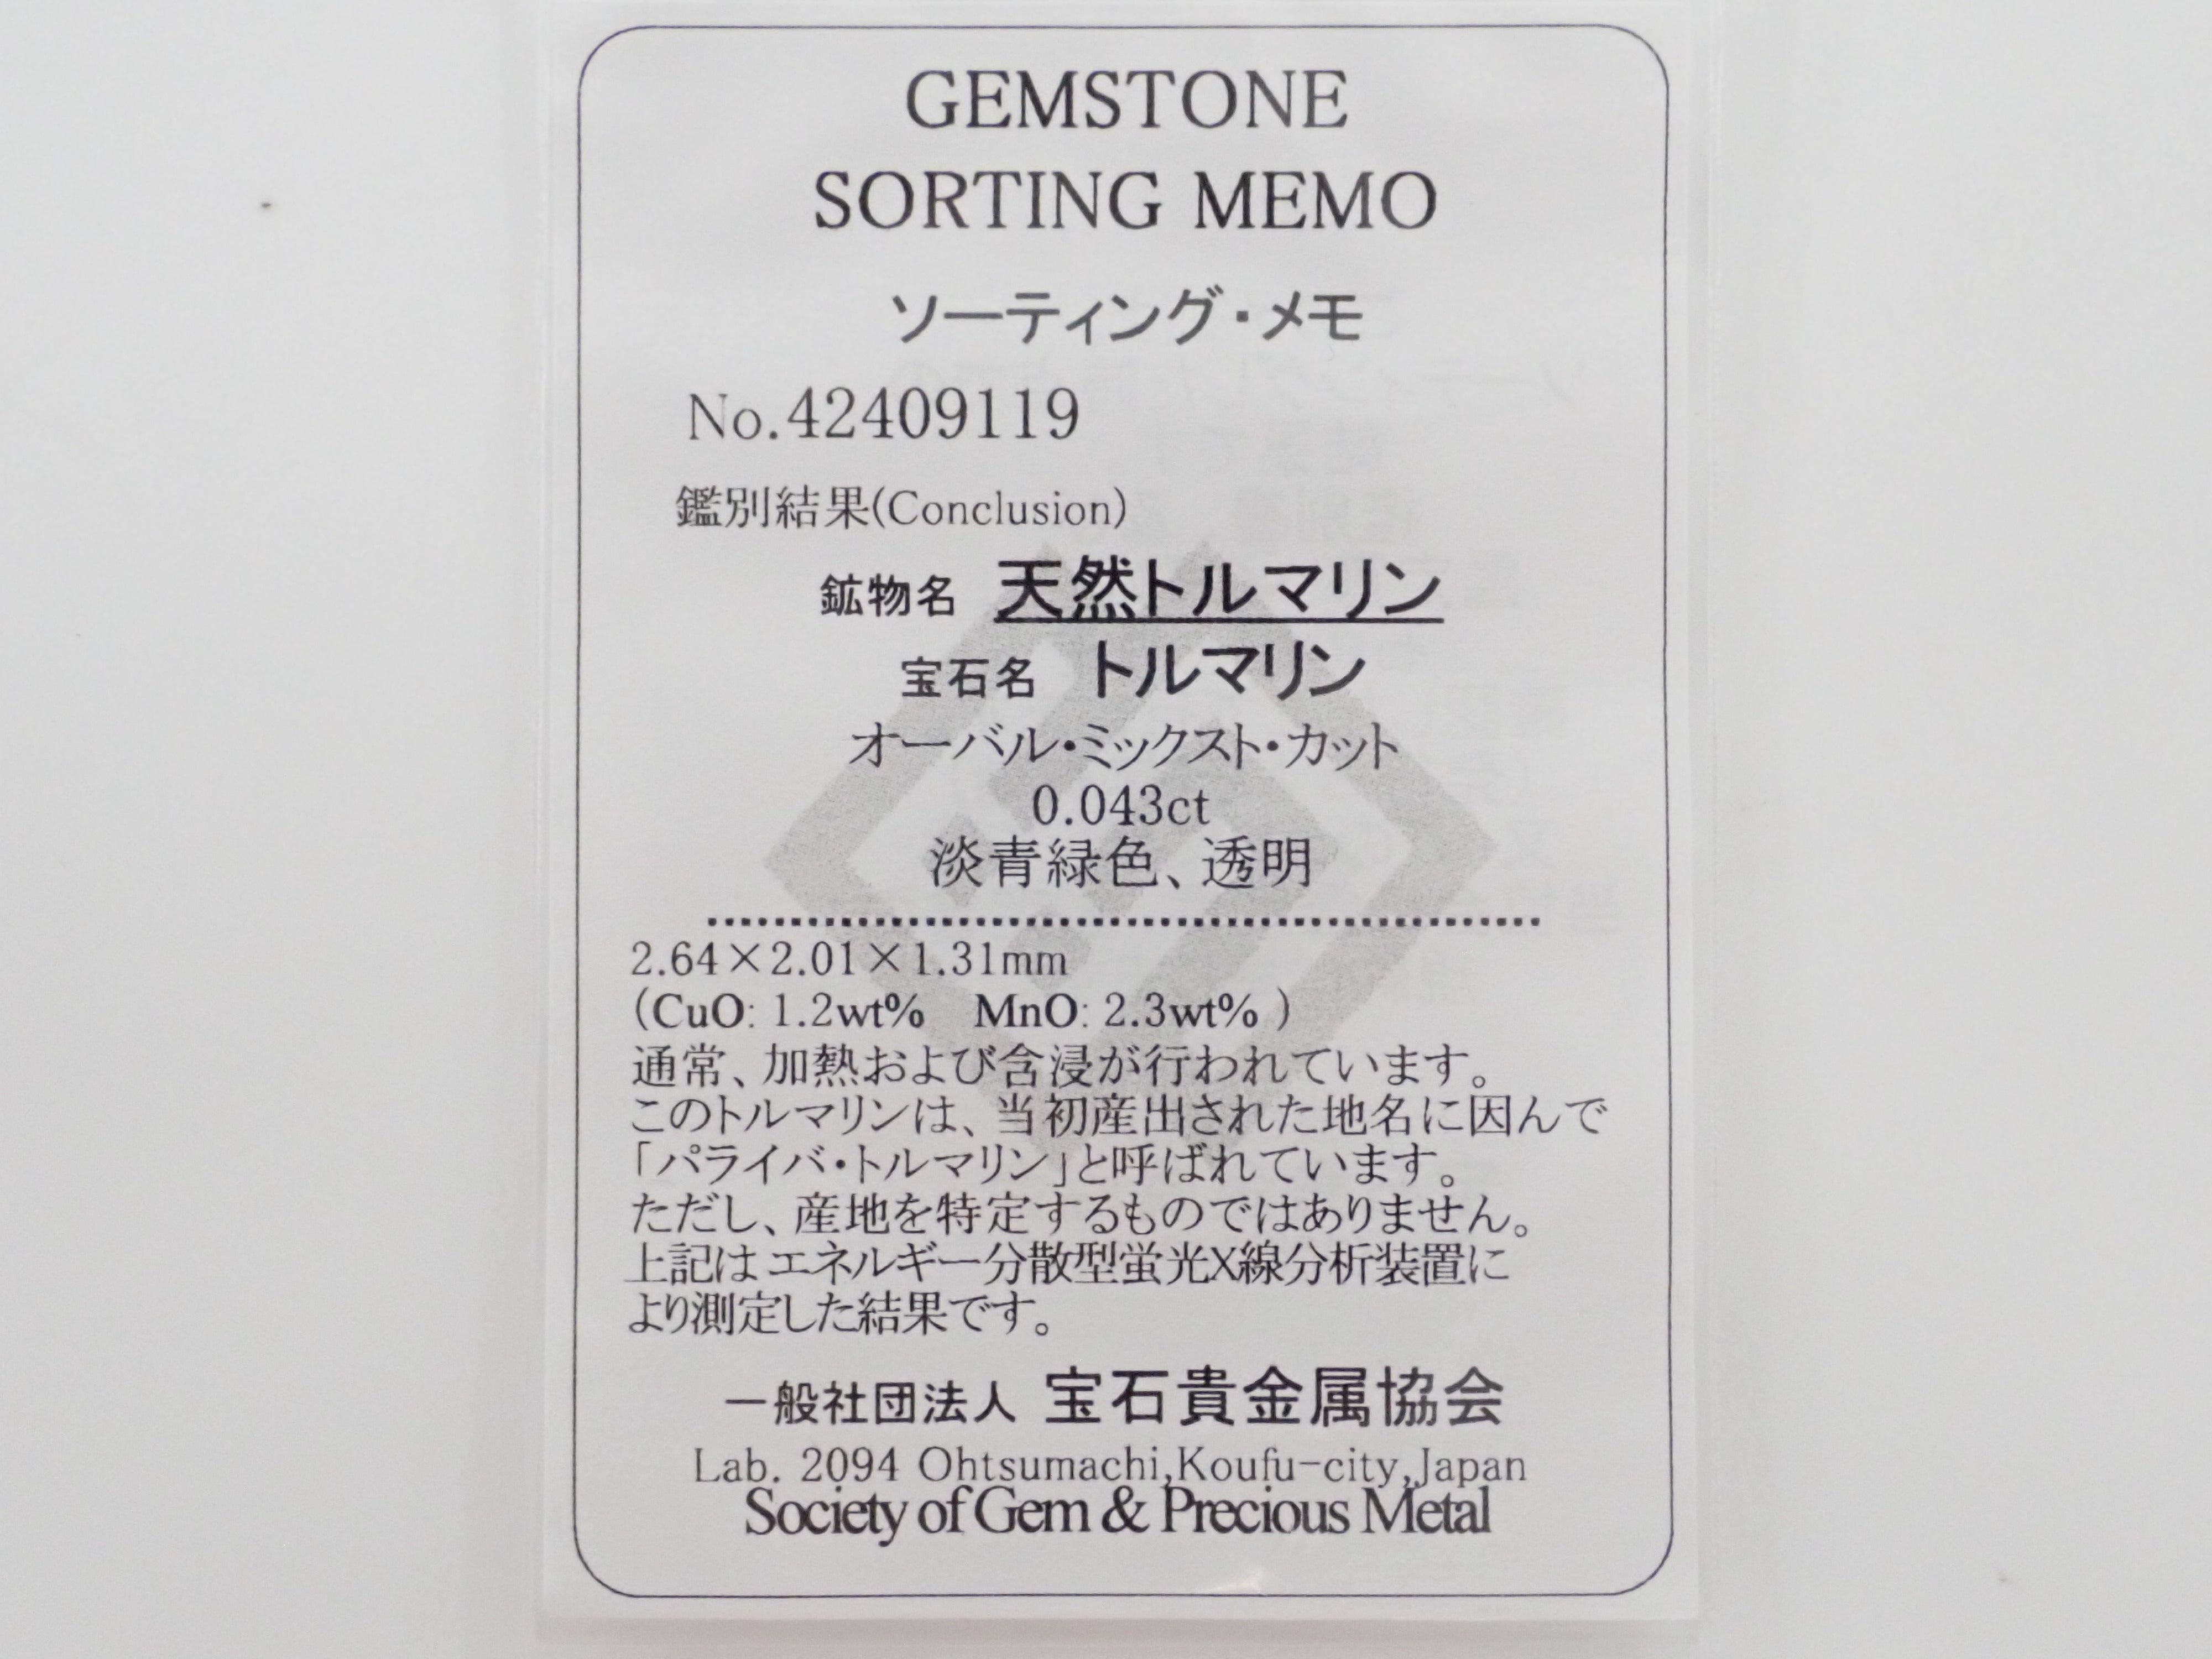 GEMSTONE
SORTING MEMO
ソーティング・メモ
No.42409119
鑑別結果(Conclusion)
鉱物名 天然トルマリン
宝石名 トルマリン
オーバル・ミックスト・カット
0.043ct
淡青緑色、透明
2.64×2.01×1.31mm
(CuO: 1.2wt% MnO: 2.3wt% )
通常、加熱および含浸が行われています。
このトルマリンは、当初産出された地名に因んで
「パライバ・トルマリン」と呼ばれています。
ただし、産地を特定するものではありません。
上記はエネルギー分散型蛍光X線分析装置に
より測定した結果です。
一般社団法人 宝石貴金属協会
Lab. 2094 Ohtsumachi,Koufu-city,Japan
Society of Gem & Precious Metal